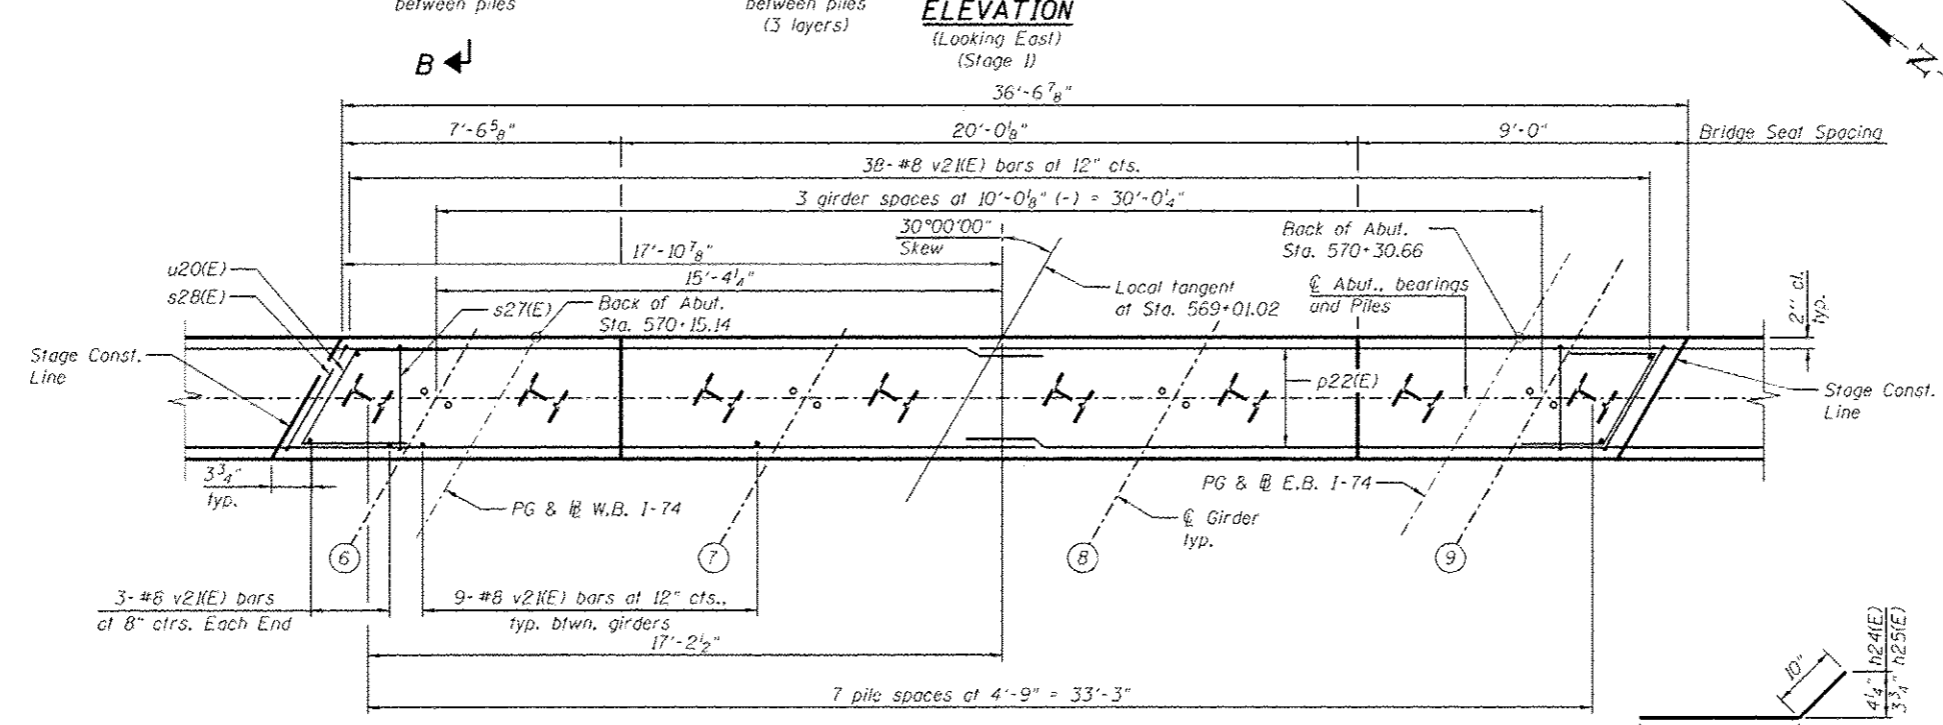 between piles
between piles
(3 layers)
ELEVATION
(Looking East)
(Stage I)
B
N
36'-6 7/8"
7'-6 5/8"
20'-0 1/8"
9'-0"
Bridge Seat Spacing
38-#8 v21(E) bars at 12" cts.
3 girder spaces at 10'-0 1/8" (-) = 30'-0 1/4"
30°00'00"
Skew
17'-10 7/8"
15'-4 1/4"
Back of Abut.
Sta. 570+30.66
u20(E)
s28(E)
s27(E)
Back of Abut.
Sta. 570+15.14
Local tangent
at Sta. 569+01.02
℄ Abut., bearings
and Piles
2" cl.
typ.
Stage Const.
Line
p22(E)
Stage Const.
Line
3 3/4"
typ.
PG & ℄ W.B. I-74
PG & ℄ E.B. I-74
℄ Girder
typ.
6
7
8
9
3-#8 v21(E) bars
at 8" ctrs. Each End
9-#8 v21(E) bars at 12" cts.,
typ. btwn. girders
17'-2 1/2"
7 pile spaces at 4'-9" = 33'-3"
10"
4 1/4" h24(E)
3 3/4" h25(E)